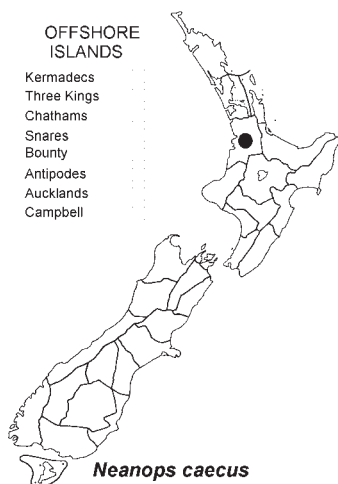 OFFSHORE
ISLANDS
Kermadecs
Three Kings
Chathams
Snares
Bounty
Antipodes
Aucklands
Campbell
Neanops caecus